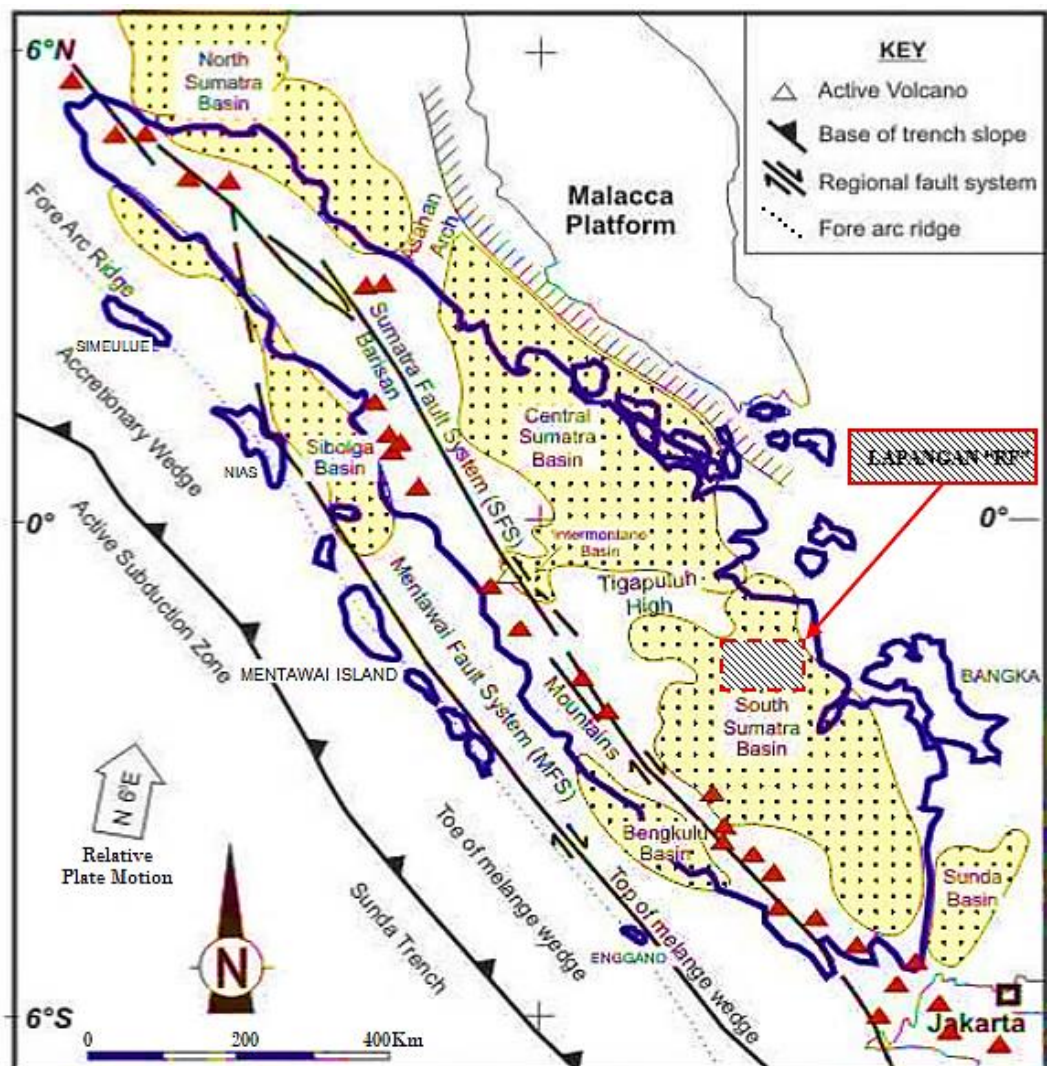 6°N
North
Sumatra
Basin
KEY
Active Volcano
Base of trench slope
Regional fault system
Fore arc ridge
Malacca
Platform
Asahan
Arch
Fore Arc Ridge
SIMEULUE
Accretionary Wedge
NIAS
Sumatra Fault System (SFS)
Barisan
Sibolga
Basin
Central
Sumatra
Basin
LAPANGAN "RF"
0°
0°
Intermontane
Basin
Tigapuluh
High
Active Subduction Zone
MENTAWAI ISLAND
Mentawai Fault System (MFS)
Mountains
BANGKA
South
Sumatra
Basin
N 6°E
Relative
Plate Motion
Toe of melange wedge
Bengkulu
Basin
Sunda
Basin
Sunda Trench
Top of melange wedge
ENGGANO
N
6°S
Jakarta
0
200
400Km